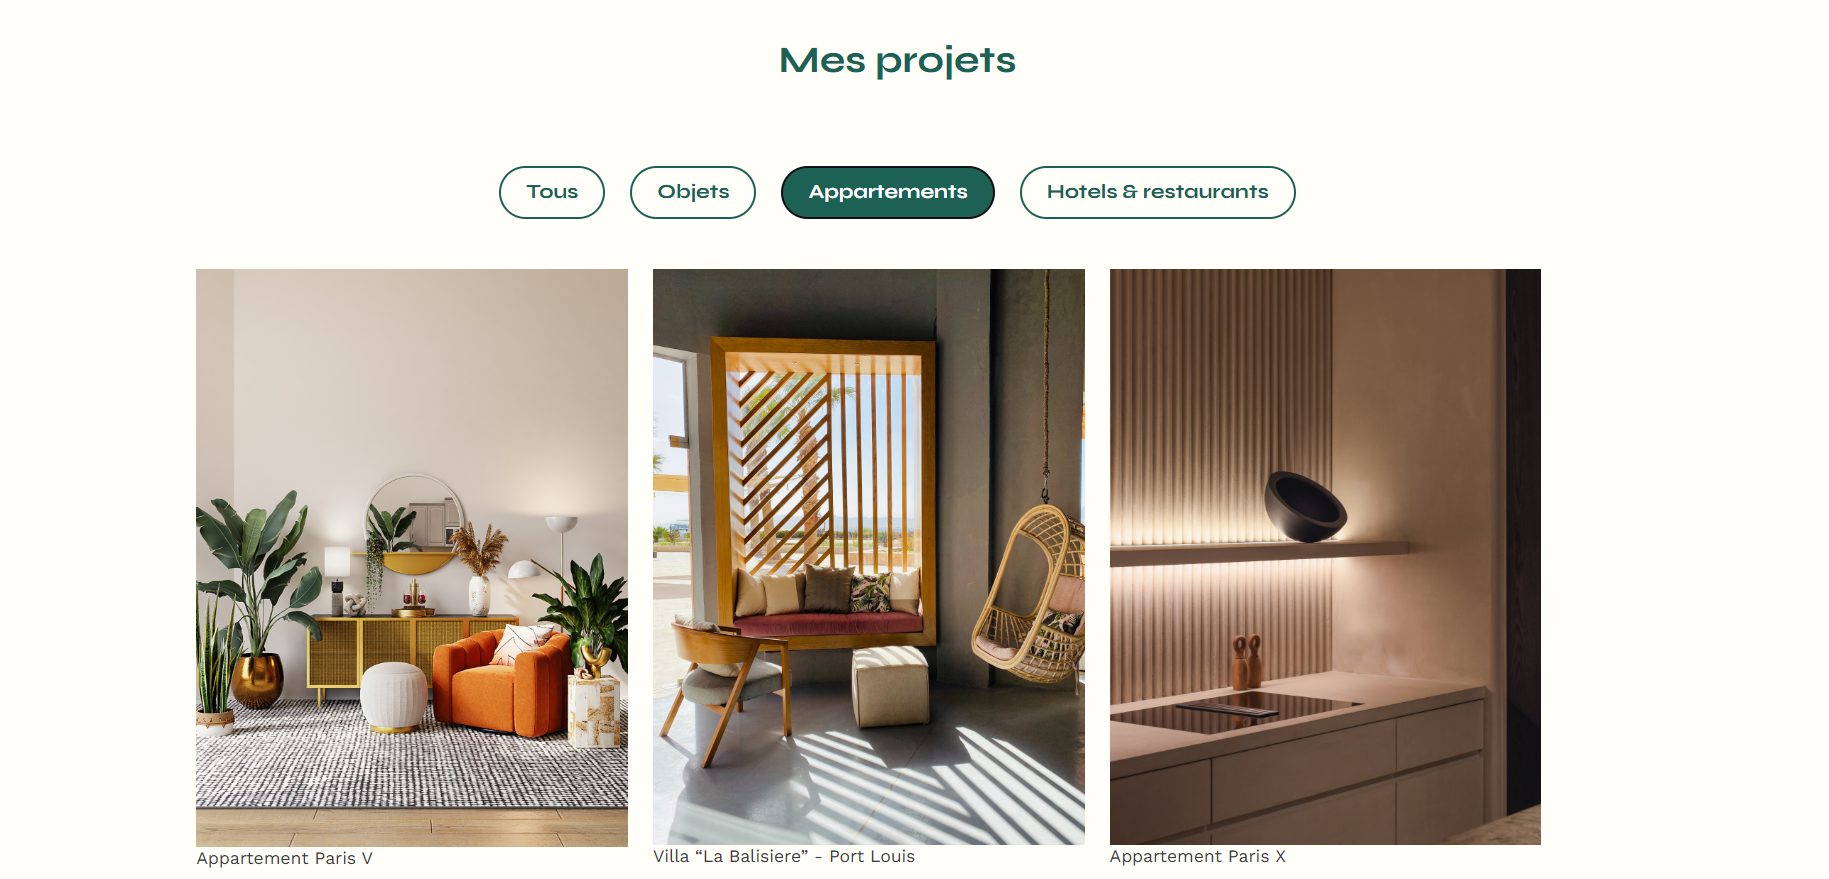 Mes projets
Tous
Objets
Appartements
Hotels & restaurants
Appartement Paris V
Villa “La Balisiere” - Port Louis
Appartement Paris X